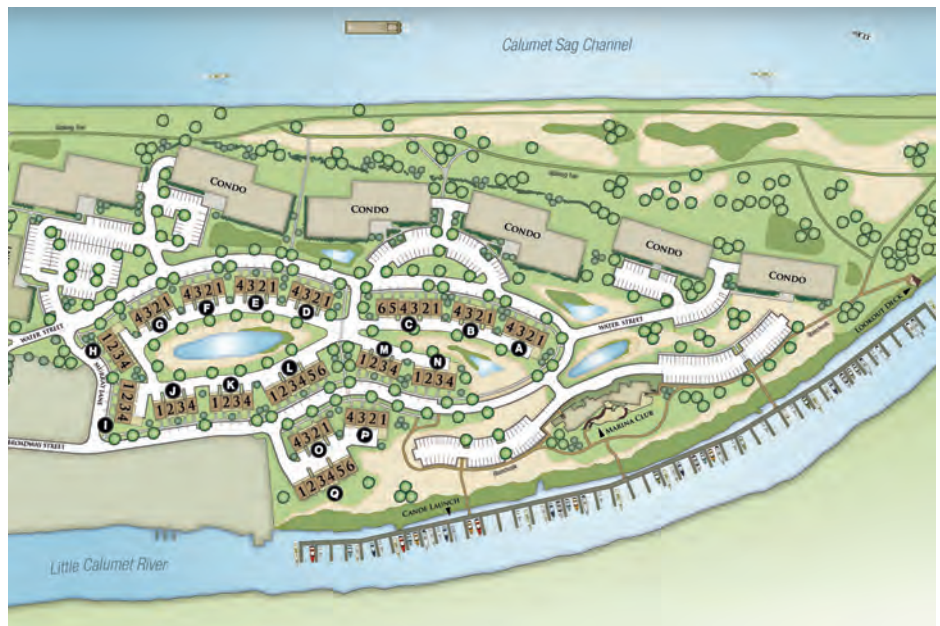 Calumet Sag Channel
CONDO
CONDO
CONDO
CONDO
CONDO
4321
4321
4321
4321
654321
4321
4321
G
F
E
D
C
B
A
WATER STREET
WATER STREET
LOOKOUT DECK
H
1234
M
N
1234
1234
L
123456
J
K
1234
1234
1234
I
BROADWAY STREET
4321
P
4321
O
123456
Q
MARINA CLUB
CANOE LAUNCH
Little Calumet River